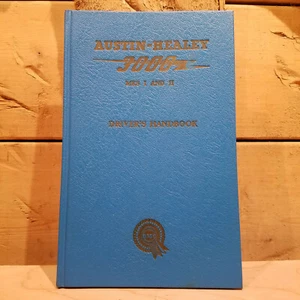 AUSTIN-HEALEY
3000
MKS I AND II
DRIVER'S HANDBOOK